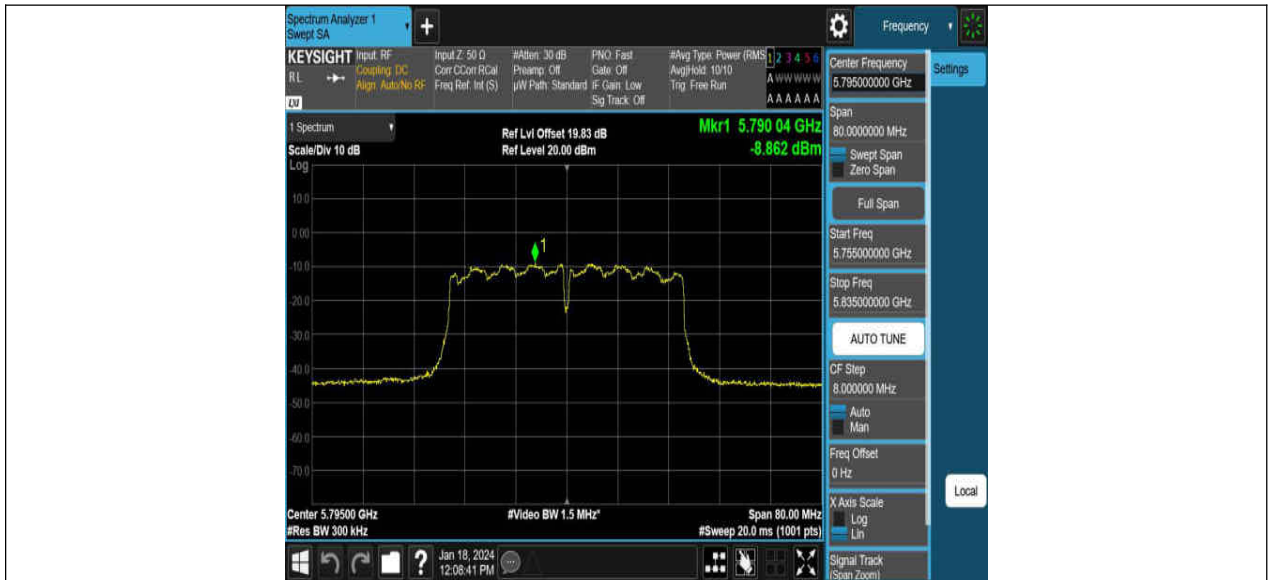 Spectrum Analyzer 1
Swept SA
+
Frequency
KEYSIGHT
RL
Input: RF
Coupling: DC
Align: Auto/No RF
Input Z: 50 Ω
Corr CCorr RCal
Freq Ref: Int (S)
#Atten: 30 dB
Preamp: Off
µW Path: Standard
PNO: Fast
Gate: Off
IF Gain: Low
Sig Track: Off
#Avg Type: Power (RMS
Avg|Hold: 10/10
Trig: Free Run
1 2 3 4 5 6
A W W W W W
A A A A A A
1 Spectrum
Scale/Div 10 dB
Ref Lvl Offset 19.83 dB
Ref Level 20.00 dBm
Mkr1 5.790 04 GHz
-8.862 dBm
Log
10.0
0.00
-10.0
-20.0
-30.0
-40.0
-50.0
-60.0
-70.0
1
Center 5.79500 GHz
#Res BW 300 kHz
#Video BW 1.5 MHz*
Span 80.00 MHz
#Sweep 20.0 ms (1001 pts)
?
Jan 18, 2024
12:08:41 PM
Center Frequency
5.795000000 GHz
Settings
Span
80.0000000 MHz
Swept Span
Zero Span
Full Span
Start Freq
5.755000000 GHz
Stop Freq
5.835000000 GHz
AUTO TUNE
CF Step
8.000000 MHz
Auto
Man
Freq Offset
0 Hz
X Axis Scale
Log
Lin
Local
Signal Track
(Span Zoom)